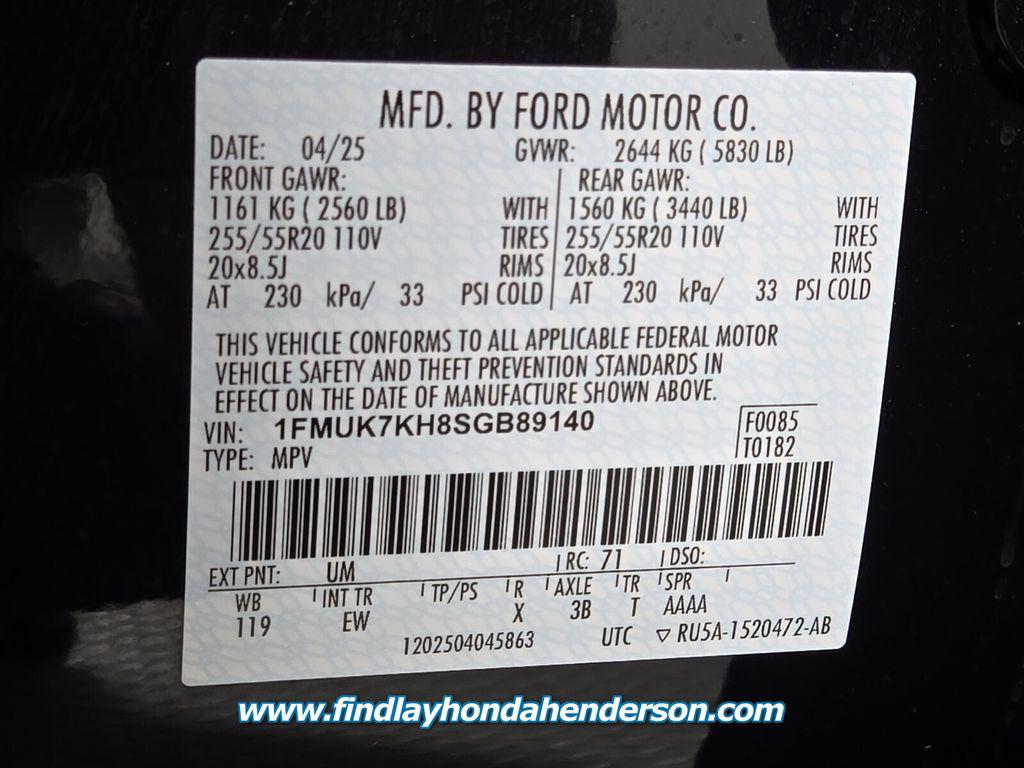 MFD. BY FORD MOTOR CO.
DATE: 04/25 GVWR: 2644 KG ( 5830 LB)
FRONT GAWR: REAR GAWR:
1161 KG ( 2560 LB) WITH 1560 KG ( 3440 LB) WITH
255/55R20 110V TIRES 255/55R20 110V TIRES
20x8.5J RIMS 20x8.5J RIMS
AT 230 kPa/ 33 PSI COLD AT 230 kPa/ 33 PSI COLD
THIS VEHICLE CONFORMS TO ALL APPLICABLE FEDERAL MOTOR
VEHICLE SAFETY AND THEFT PREVENTION STANDARDS IN
EFFECT ON THE DATE OF MANUFACTURE SHOWN ABOVE.
VIN: 1FMUK7KH8SGB89140 F0085
TYPE: MPV T0182
EXT PNT: UM RC: 71 DSO:
WB INT TR TP/PS R AXLE TR SPR
119 EW X 3B T AAAA
1202504045863 UTC ▽ RU5A-1520472-AB
www.findlayhondahenderson.com